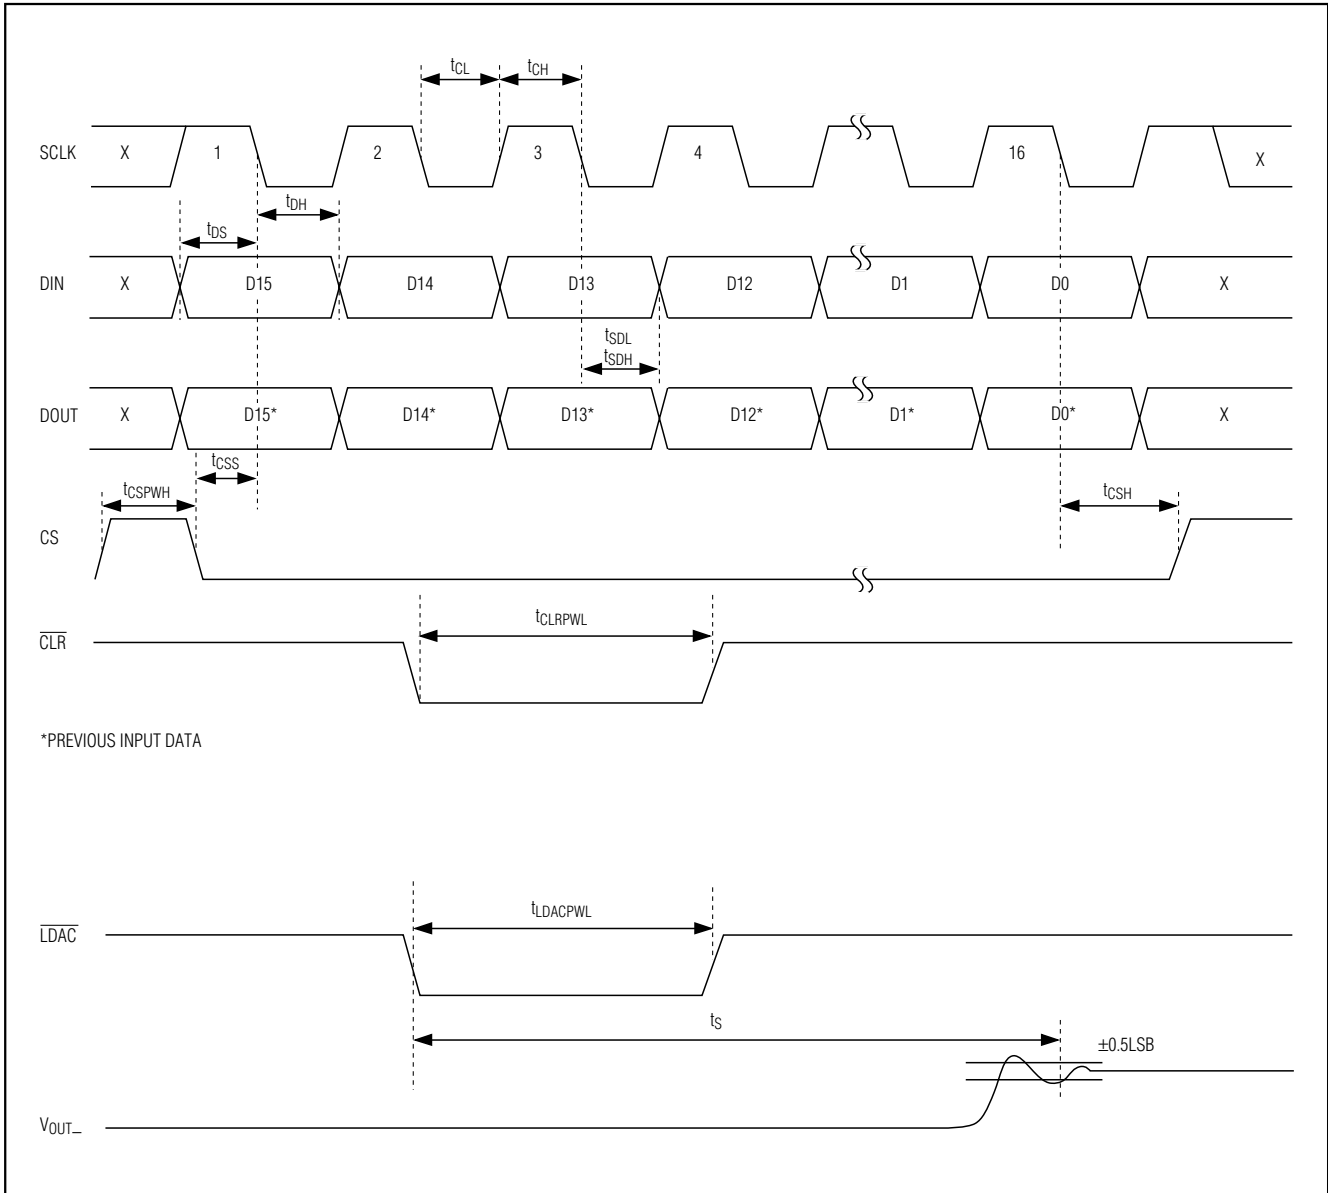 tCL tCH
SCLK X 1 2 3 4 16 X
tDS tDH
DIN X D15 D14 D13 D12 D1 D0 X
tSDL
tSDH
DOUT X D15* D14* D13* D12* D1* D0* X
tCSS
tCSPWH tCSH
CS
tCLRPWL
CLR
*PREVIOUS INPUT DATA
tLDACPWL
LDAC
tS
±0.5LSB
VOUT_